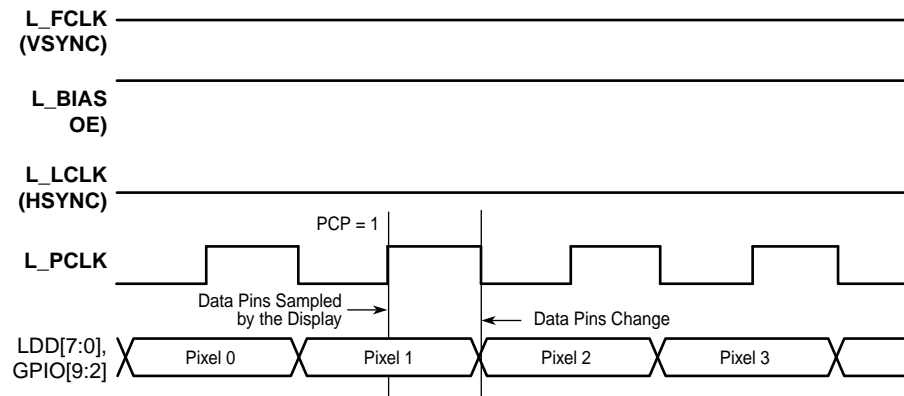 L_FCLK
(VSYNC)
L_BIAS
OE)
L_LCLK
(HSYNC)
PCP = 1
L_PCLK
Data Pins Sampled
by the Display
Data Pins Change
LDD[7:0],
GPIO[9:2]
Pixel 0
Pixel 1
Pixel 2
Pixel 3